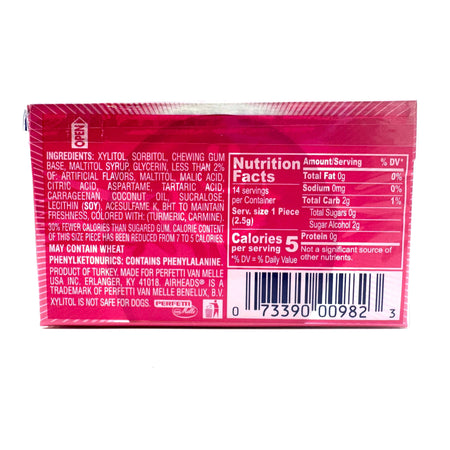 OPEN
INGREDIENTS: XYLITOL, SORBITOL, CHEWING GUM
BASE, MALTITOL SYRUP, GLYCERIN, LESS THAN 2%
OF: ARTIFICIAL FLAVORS, MALTITOL, MALIC ACID,
CITRIC ACID, ASPARTAME, TARTARIC ACID,
CARRAGEENAN, COCONUT OIL, SUCRALOSE,
LECITHIN (SOY), ACESULFAME K, BHT TO MAINTAIN
FRESHNESS, COLORED WITH: (TURMERIC, CARMINE).
30% FEWER CALORIES THAN SUGARED GUM. CALORIE CONTENT
OF THIS SIZE PIECE HAS BEEN REDUCED FROM 7 TO 5 CALORIES.
MAY CONTAIN WHEAT
PHENYLKETONURICS: CONTAINS PHENYLALANINE.
PRODUCT OF TURKEY. MADE FOR PERFETTI VAN MELLE
USA INC. ERLANGER, KY 41018. AIRHEADS® IS A
TRADEMARK OF PERFETTI VAN MELLE BENELUX, B.V.
XYLITOL IS NOT SAFE FOR DOGS.
PERFETTI
van Melle
Nutrition
Facts
14 servings
per Container
Serv. size 1 Piece
(2.5g)
Calories 5
per serving
*% DV = % Daily Value
Amount/Serving % DV*
Total Fat 0g 0%
Sodium 0mg 0%
Total Carb 2g 1%
Total Sugars 0g
Sugar Alcohol 2g
Protein 0g
Not a significant source of
other nutrients.
0 73390 00982 3